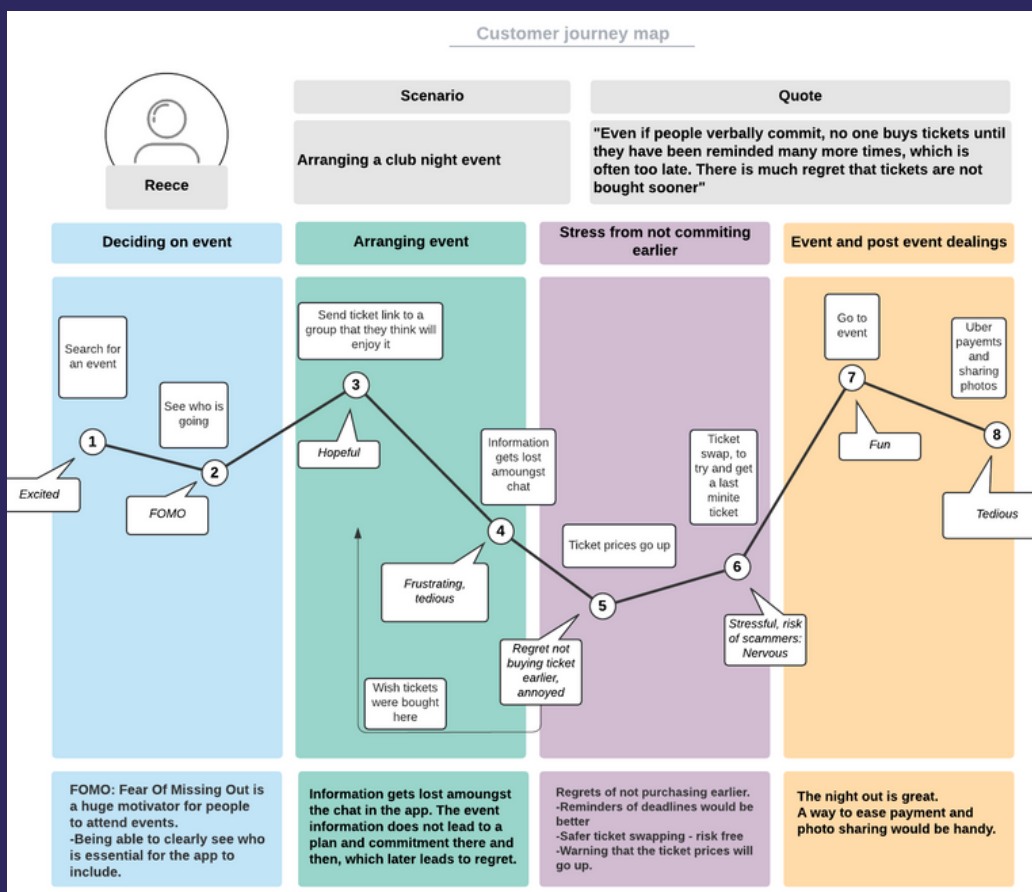 Customer journey map
Scenario
Quote
Reece
Arranging a club night event
"Even if people verbally commit, no one buys tickets until
they have been reminded many more times, which is
often too late. There is much regret that tickets are not
bought sooner"
Deciding on event
Arranging event
Stress from not commiting
earlier
Event and post event dealings
Search for
an event
1
Excited
See who is
going
2
FOMO
Send ticket link to a
group that they think will
enjoy it
3
Hopeful
Information
gets lost
amoungst
chat
4
Frustrating,
tedious
Wish tickets
were bought
here
Ticket prices go up
5
Regret not
buying ticket
earlier,
annoyed
Ticket
swap, to
try and get
a last
minite
ticket
6
Stressful, risk
of scammers:
Nervous
Go to
event
7
Fun
Uber
payemts
and
sharing
photos
8
Tedious
FOMO: Fear Of Missing Out is
a huge motivator for people
to attend events.
-Being able to clearly see who
is essential for the app to
include.
Information gets lost amoungst
the chat in the app. The event
information does not lead to a
plan and commitment there and
then, which later leads to regret.
Regrets of not purchasing earlier.
-Reminders of deadlines would be
better
-Safer ticket swapping - risk free
-Warning that the ticket prices will
go up.
The night out is great.
A way to ease payment and
photo sharing would be handy.